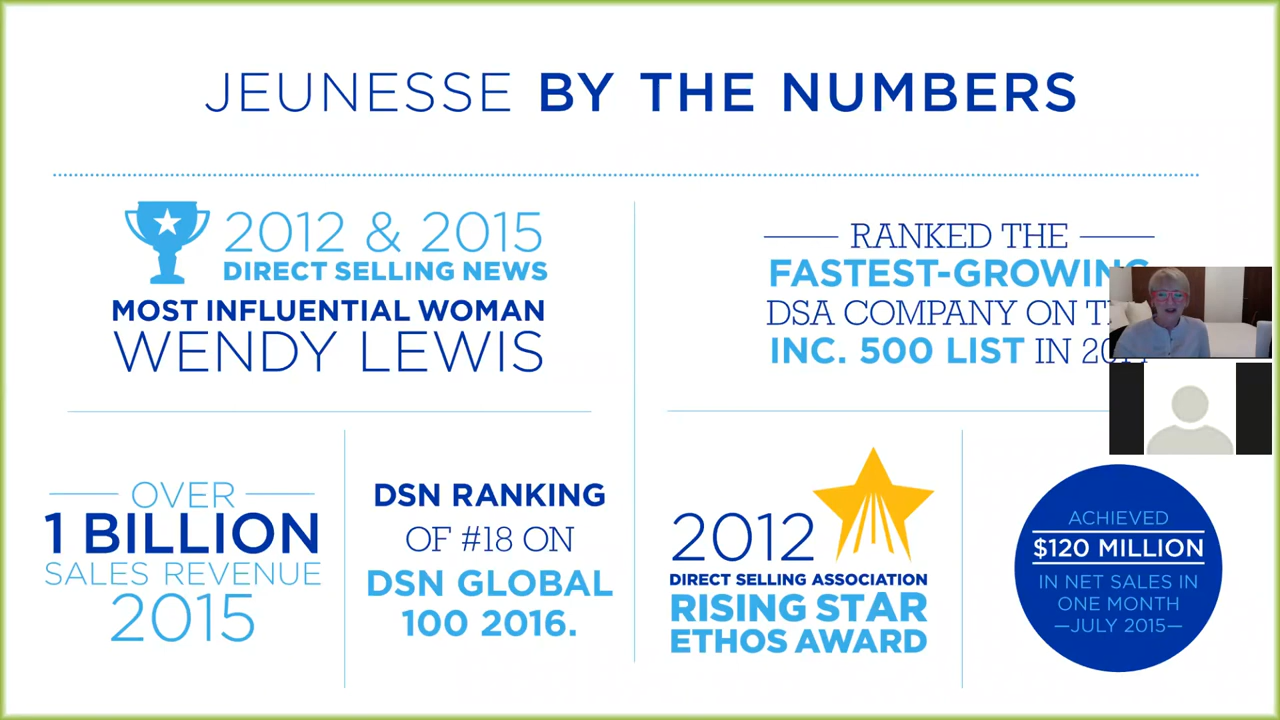 JEUNESSE BY THE NUMBERS
2012 & 2015
DIRECT SELLING NEWS
MOST INFLUENTIAL WOMAN
WENDY LEWIS
RANKED THE
FASTEST-GROWING
DSA COMPANY ON
INC. 500 LIST IN
OVER
1 BILLION
SALES REVENUE
2015
DSN RANKING
OF #18 ON
DSN GLOBAL
100 2016.
2012
DIRECT SELLING ASSOCIATION
RISING STAR
ETHOS AWARD
ACHIEVED
$120 MILLION
IN NET SALES IN
ONE MONTH
—JULY 2015—